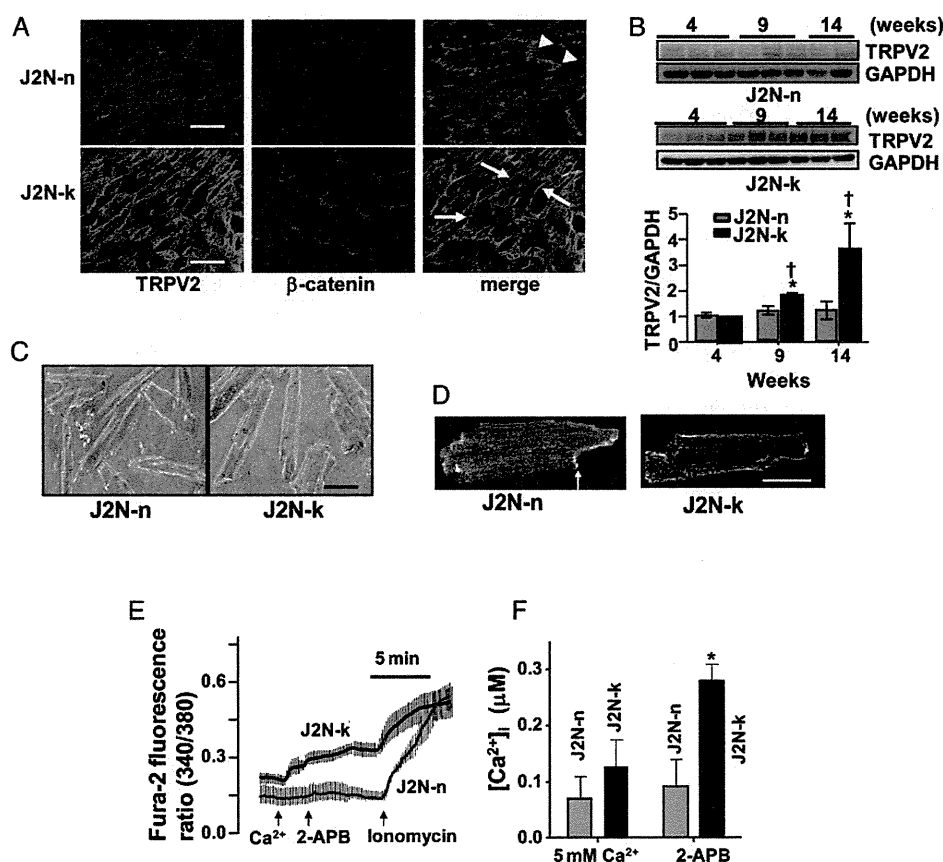 A
J2N-n
J2N-k
TRPV2
β-catenin
merge
B
4 9 14 (weeks)
TRPV2
GAPDH
J2N-n
4 9 14 (weeks)
TRPV2
GAPDH
J2N-k
TRPV2/GAPDH
5
4
3
2
1
0
J2N-n
J2N-k
†
*
†
*
4 9 14
Weeks
C
J2N-n
J2N-k
D
J2N-n
J2N-k
E
Fura-2 fluorescence
ratio (340/380)
0.6
0.3
0.0
5 min
J2N-k
J2N-n
Ca²⁺
2-APB
Ionomycin
F
[Ca²⁺]i (μM)
0.3
0.2
0.1
0.0
J2N-n
J2N-k
J2N-n
J2N-k
*
5 mM Ca²⁺
2-APB